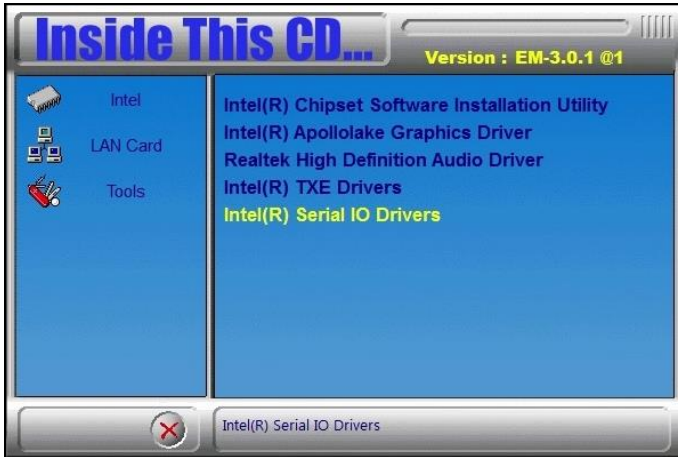 Inside This CD...
Version : EM-3.0.1 @1
Intel
LAN Card
Tools
Intel(R) Chipset Software Installation Utility
Intel(R) Apollolake Graphics Driver
Realtek High Definition Audio Driver
Intel(R) TXE Drivers
Intel(R) Serial IO Drivers
Intel(R) Serial IO Drivers